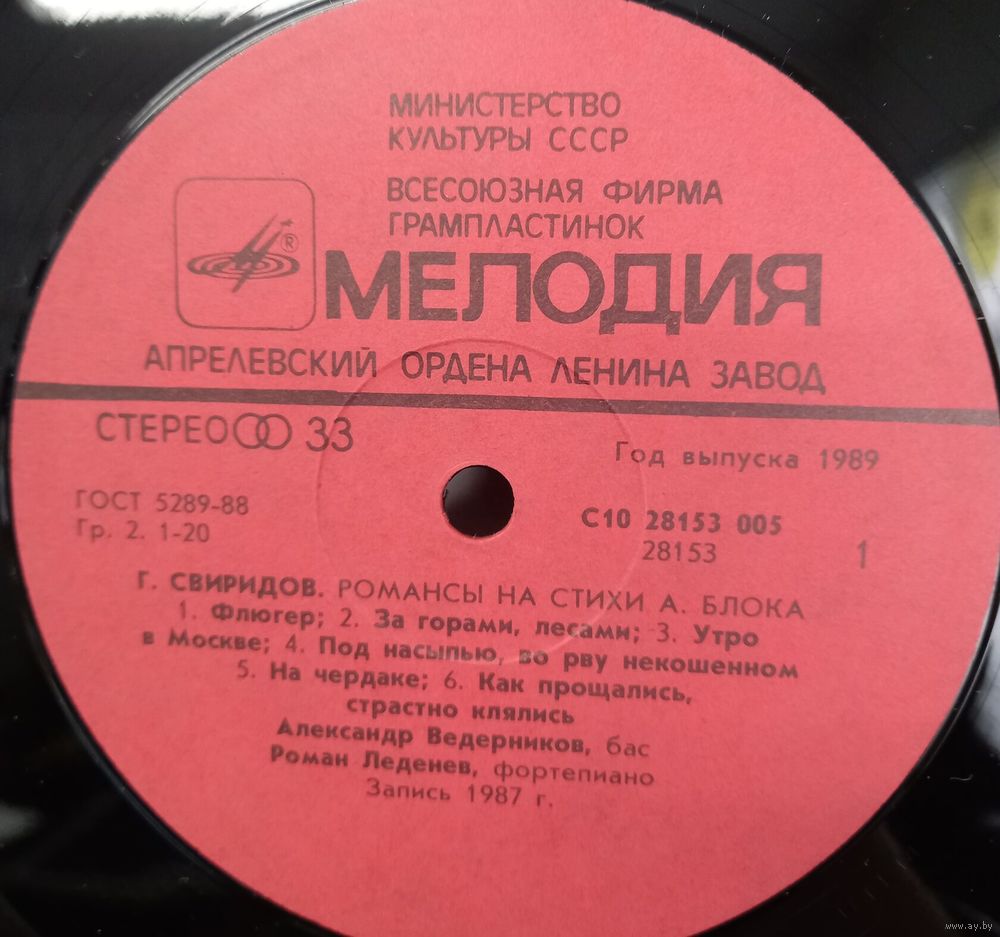 МИНИСТЕРСТВО
КУЛЬТУРЫ СССР
ВСЕСОЮЗНАЯ ФИРМА
ГРАМПЛАСТИНОК
®
МЕЛОДИЯ
АПРЕЛЕВСКИЙ ОРДЕНА ЛЕНИНА ЗАВОД
СТЕРЕО 33
Год выпуска 1989
ГОСТ 5289-88
Гр. 2. 1-20
С10 28153 005
28153
1
Г. СВИРИДОВ. РОМАНСЫ НА СТИХИ А. БЛОКА
1. Флюгер; 2. За горами, лесами; 3. Утро
в Москве; 4. Под насыпью, во рву некошенном
5. На чердаке; 6. Как прощались,
страстно клялись
Александр Ведерников, бас
Роман Леденев, фортепиано
Запись 1987 г.
www.ay.by